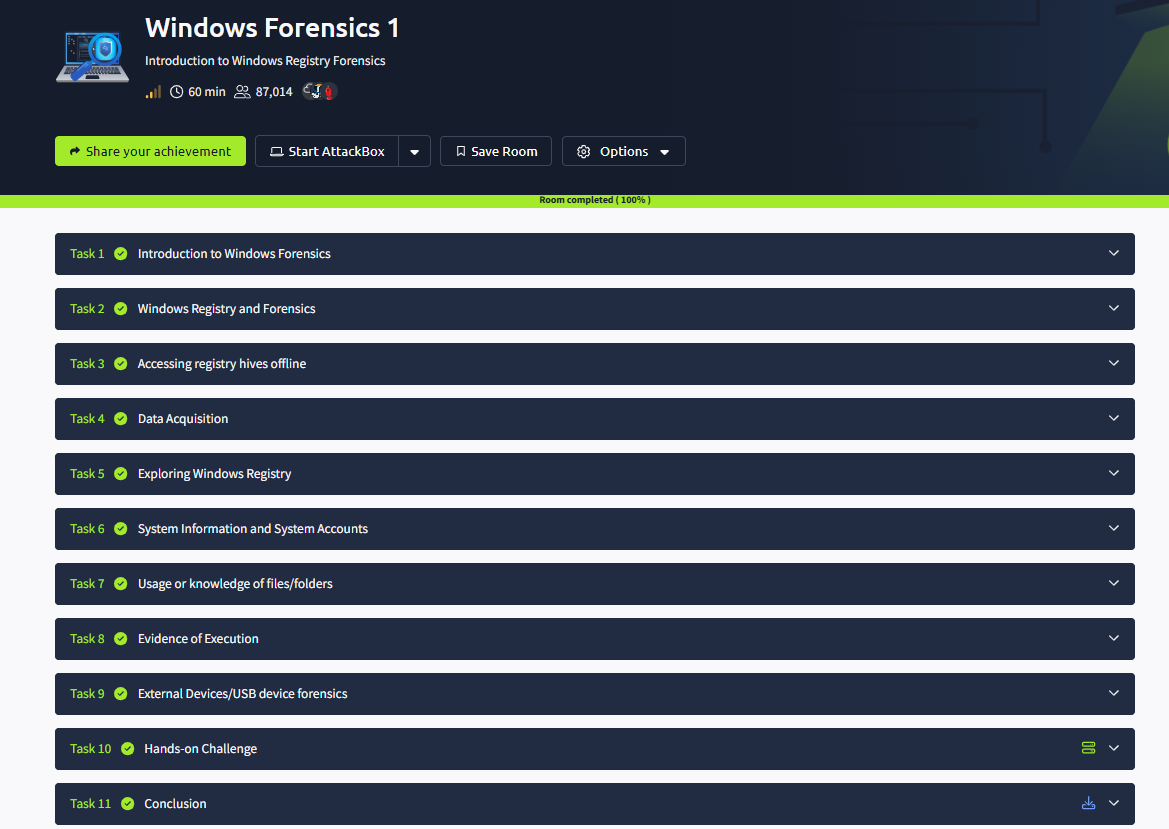 Windows Forensics 1
Introduction to Windows Registry Forensics
60 min 87,014
Share your achievement Start AttackBox Save Room Options
Room completed ( 100% )
Task 1 Introduction to Windows Forensics
Task 2 Windows Registry and Forensics
Task 3 Accessing registry hives offline
Task 4 Data Acquisition
Task 5 Exploring Windows Registry
Task 6 System Information and System Accounts
Task 7 Usage or knowledge of files/folders
Task 8 Evidence of Execution
Task 9 External Devices/USB device forensics
Task 10 Hands-on Challenge
Task 11 Conclusion